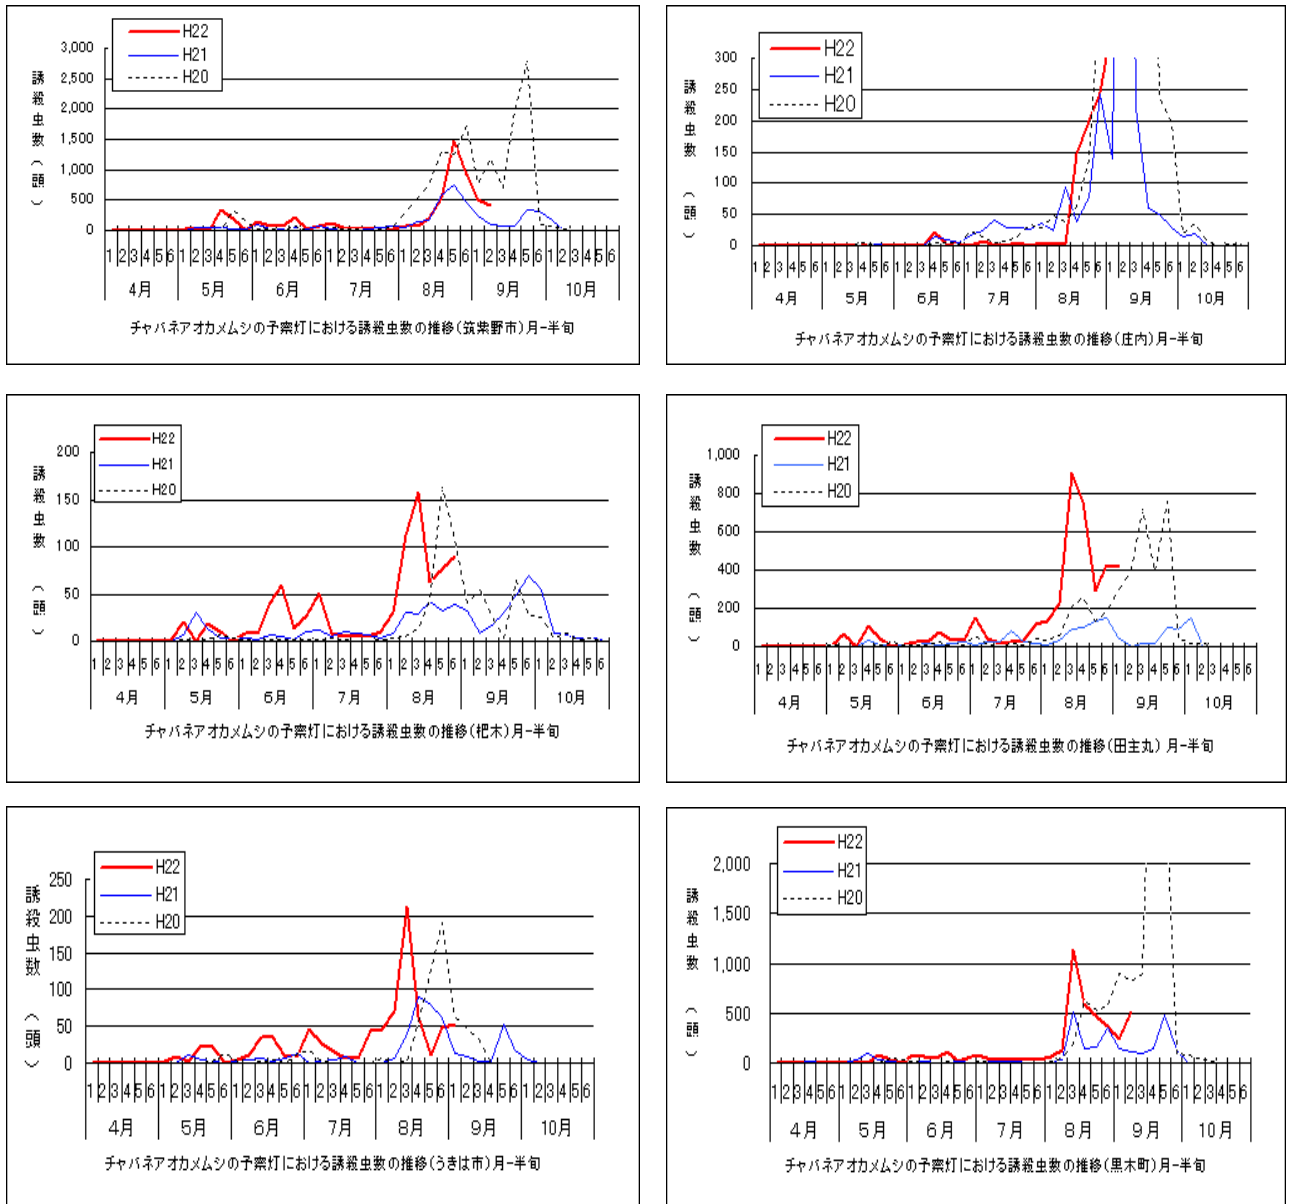 H22
H21
H20
誘殺虫数(頭)
3,000
2,500
2,000
1,500
1,000
500
0
1 2 3 4 5 6 1 2 3 4 5 6 1 2 3 4 5 6 1 2 3 4 5 6 1 2 3 4 5 6 1 2 3 4 5 6 1 2 3 4 5 6
4月 5月 6月 7月 8月 9月 10月
チャバネアオカメムシの予察灯における誘殺虫数の推移(筑紫野市)月-半旬
H22
H21
H20
誘殺虫数(頭)
300
250
200
150
100
50
0
1 2 3 4 5 6 1 2 3 4 5 6 1 2 3 4 5 6 1 2 3 4 5 6 1 2 3 4 5 6 1 2 3 4 5 6 1 2 3 4 5 6
4月 5月 6月 7月 8月 9月 10月
チャバネアオカメムシの予察灯における誘殺虫数の推移(庄内)月-半旬
H22
H21
H20
誘殺虫数(頭)
200
150
100
50
0
1 2 3 4 5 6 1 2 3 4 5 6 1 2 3 4 5 6 1 2 3 4 5 6 1 2 3 4 5 6 1 2 3 4 5 6 1 2 3 4 5 6
4月 5月 6月 7月 8月 9月 10月
チャバネアオカメムシの予察灯における誘殺虫数の推移(杷木)月-半旬
H22
H21
H20
誘殺虫数(頭)
1,000
800
600
400
200
0
1 2 3 4 5 6 1 2 3 4 5 6 1 2 3 4 5 6 1 2 3 4 5 6 1 2 3 4 5 6 1 2 3 4 5 6 1 2 3 4 5 6
4月 5月 6月 7月 8月 9月 10月
チャバネアオカメムシの予察灯における誘殺虫数の推移(田主丸) 月-半旬
H22
H21
H20
誘殺虫数(頭)
250
200
150
100
50
0
1 2 3 4 5 6 1 2 3 4 5 6 1 2 3 4 5 6 1 2 3 4 5 6 1 2 3 4 5 6 1 2 3 4 5 6 1 2 3 4 5 6
4月 5月 6月 7月 8月 9月 10月
チャバネアオカメムシの予察灯における誘殺虫数の推移(うきは市)月-半旬
H22
H21
H20
誘殺虫数(頭)
2,000
1,500
1,000
500
0
1 2 3 4 5 6 1 2 3 4 5 6 1 2 3 4 5 6 1 2 3 4 5 6 1 2 3 4 5 6 1 2 3 4 5 6 1 2 3 4 5 6
4月 5月 6月 7月 8月 9月 10月
チャバネアオカメムシの予察灯における誘殺虫数の推移(黒木町)月-半旬